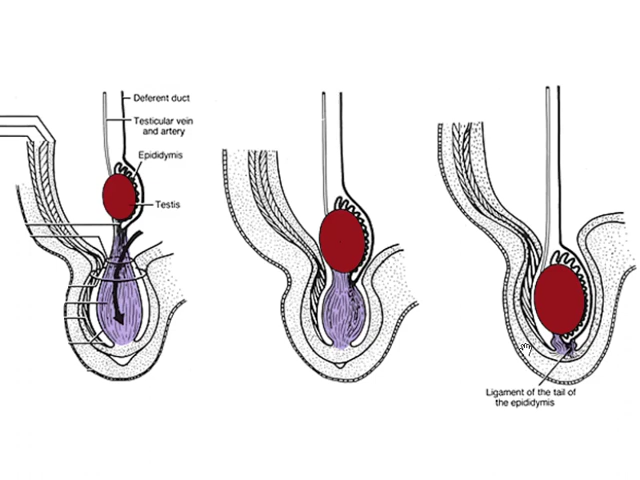 Deferent duct
Testicular vein
and artery
Epididymis
Testis
Ligament of the tail of
the epididymis